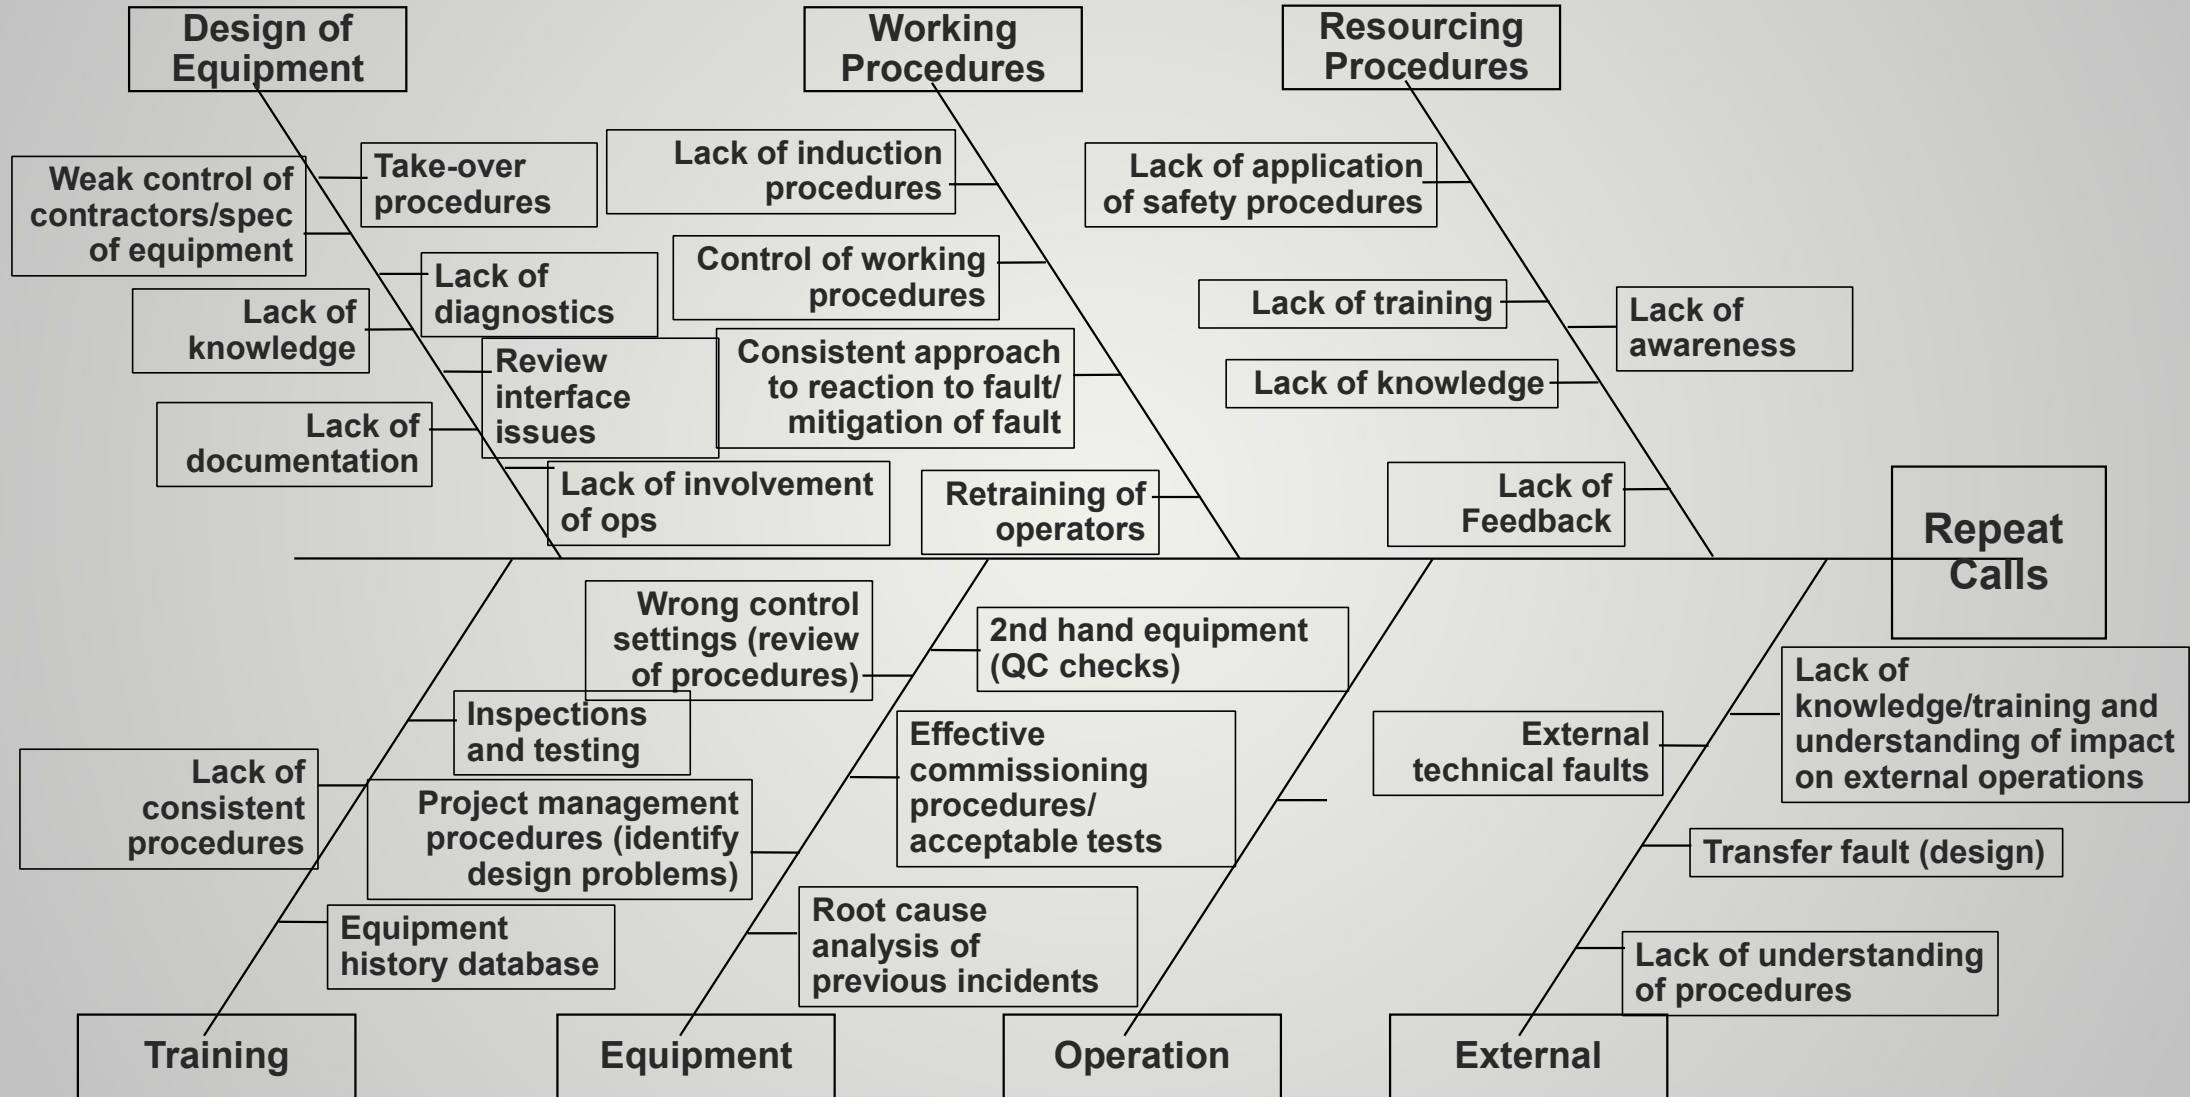 Design of
Equipment
Working
Procedures
Resourcing
Procedures
Weak control of
contractors/spec
of equipment
Take-over
procedures
Lack of
diagnostics
Lack of
knowledge
Review
interface
issues
Lack of
documentation
Lack of involvement
of ops
Lack of induction
procedures
Control of working
procedures
Consistent approach
to reaction to fault/
mitigation of fault
Retraining of
operators
Lack of application
of safety procedures
Lack of training
Lack of
awareness
Lack of knowledge
Lack of
Feedback
Repeat
Calls
Inspections
and testing
Lack of
consistent
procedures
Equipment
history database
Wrong control
settings (review
of procedures)
2nd hand equipment
(QC checks)
Effective
commissioning
procedures/
acceptable tests
Project management
procedures (identify
design problems)
Root cause
analysis of
previous incidents
Lack of
knowledge/training and
understanding of impact
on external operations
External
technical faults
Transfer fault (design)
Lack of understanding
of procedures
Training
Equipment
Operation
External